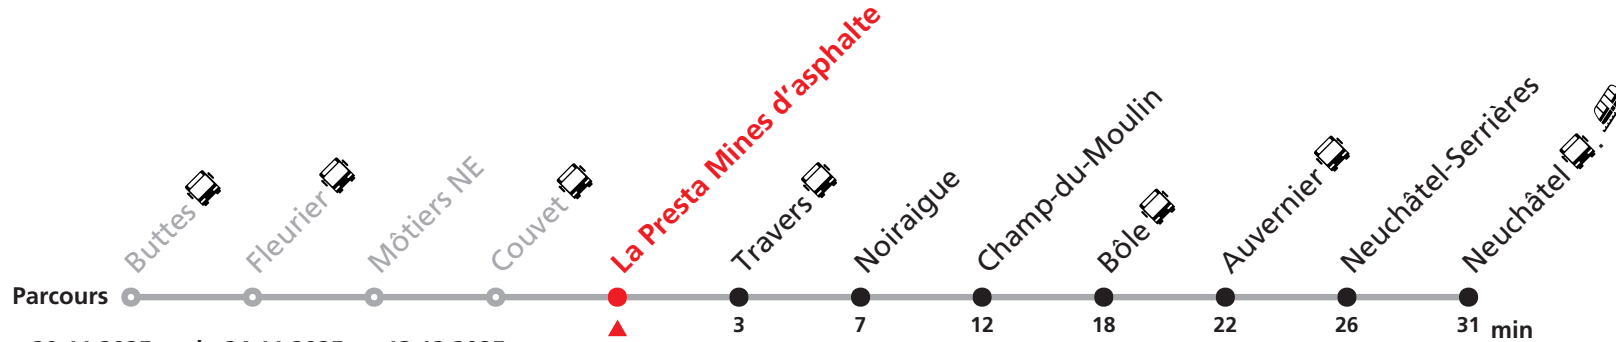 Buttes
Fleurier
Môtiers NE
Couvet
La Presta Mines d'asphalte
Travers
Noiraigue
Champ-du-Moulin
Bôle
Auvernier
Neuchâtel-Serrières
Neuchâtel
Parcours
3 7 12 18 22 26 31 min